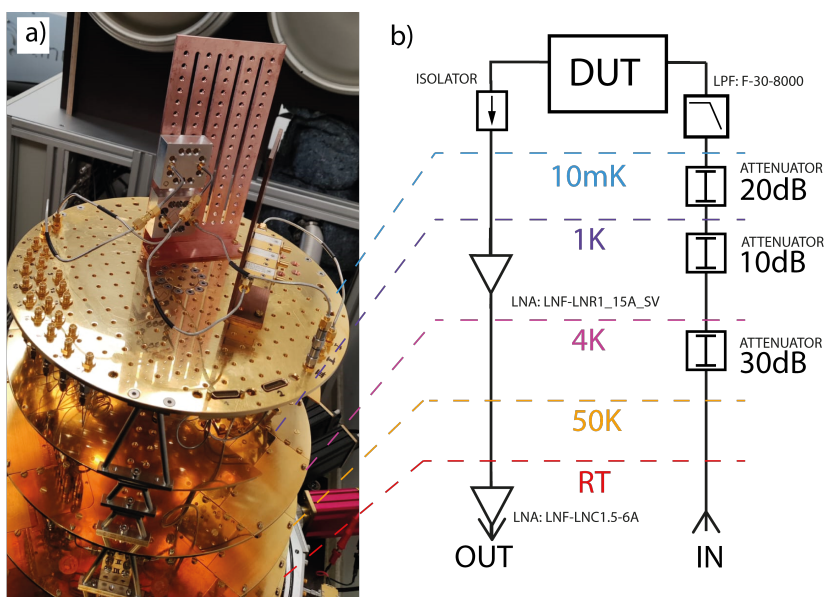 a)
b)
ISOLATOR
DUT
LPF: F-30-8000
10mK
ATTENUATOR
20dB
1K
ATTENUATOR
10dB
LNA: LNF-LNR1_15A_SV
4K
ATTENUATOR
30dB
50K
RT
LNA: LNF-LNC1.5-6A
OUT
IN